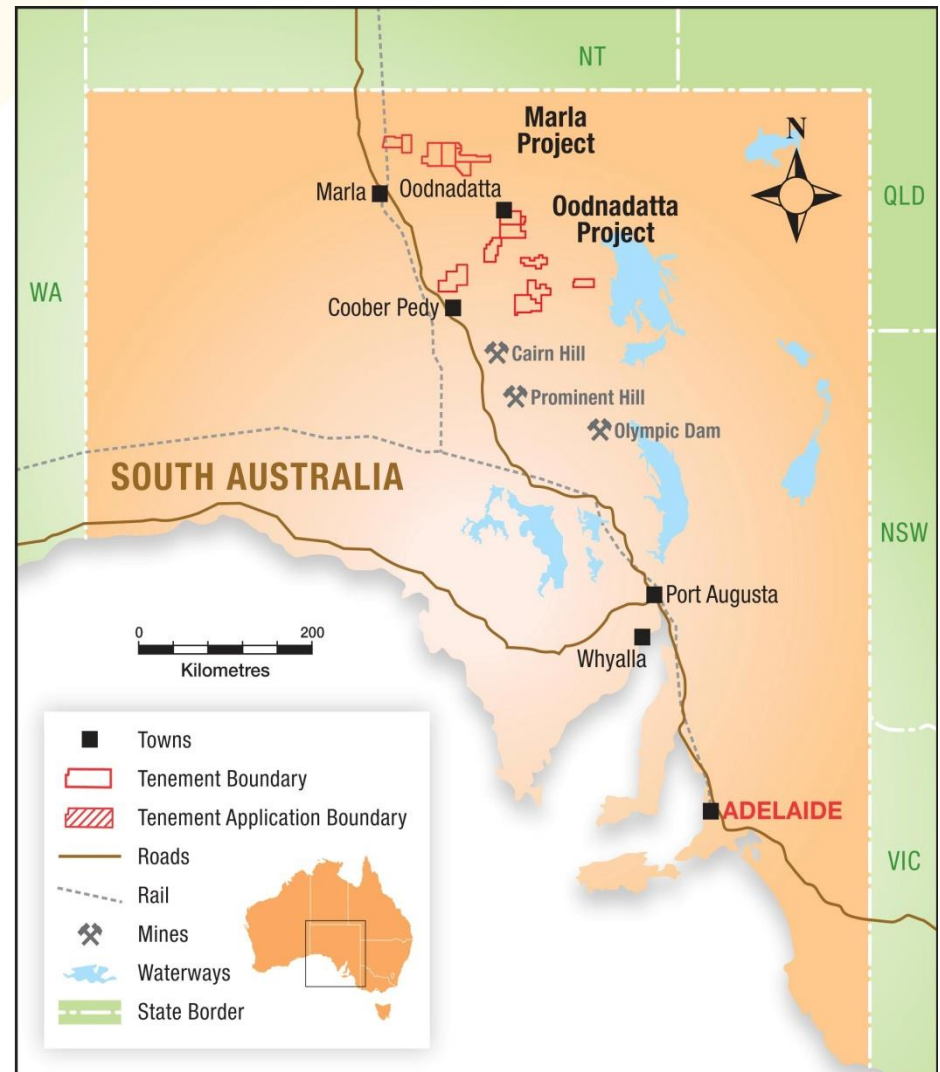 NT
Marla
Project
N
Marla
Oodnadatta
QLD
Oodnadatta
Project
WA
Coober Pedy
Cairn Hill
Prominent Hill
Olympic Dam
SOUTH AUSTRALIA
NSW
Port Augusta
Whyalla
0 200
Kilometres
Towns
Tenement Boundary
Tenement Application Boundary
Roads
Rail
Mines
Waterways
State Border
ADELAIDE
VIC